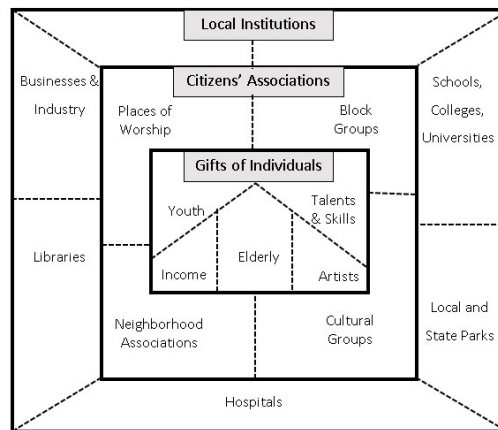 Local Institutions
Businesses &
Industry
Citizens’ Associations
Schools,
Colleges,
Universities
Places of
Worship
Block
Groups
Gifts of Individuals
Youth
Talents
& Skills
Libraries
Elderly
Income
Artists
Local and
State Parks
Neighborhood
Associations
Cultural
Groups
Hospitals